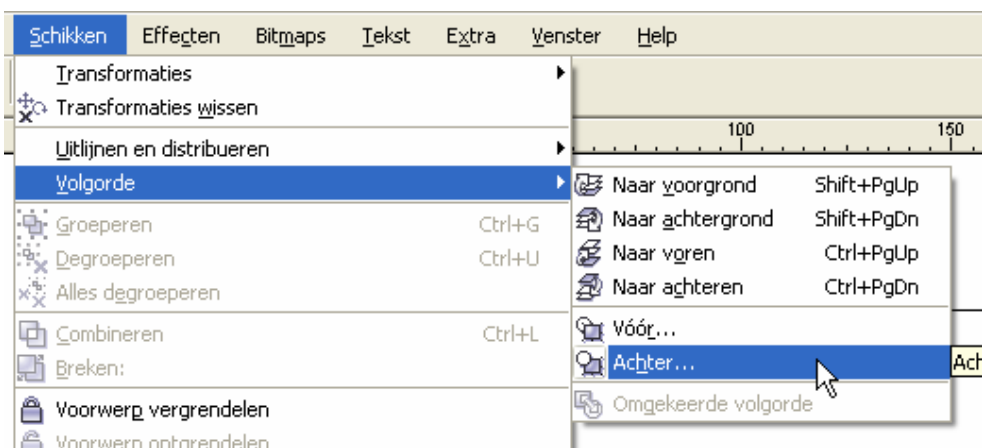 Schikken Effecten Bitmaps Tekst Extra Venster Help
Transformaties
Transformaties wissen
100 150
Uitlijnen en distribueren
Volgorde
Naar voorgrond Shift+PgUp
Naar achtergrond Shift+PgDn
Naar voren Ctrl+PgUp
Naar achteren Ctrl+PgDn
Vóór...
Achter...
Ach
Omgekeerde volgorde
Groeperen Ctrl+G
Degroeperen Ctrl+U
Alles degroeperen
Combineren Ctrl+L
Breken:
Voorwerp vergrendelen
Voorwerp ontgrendelen